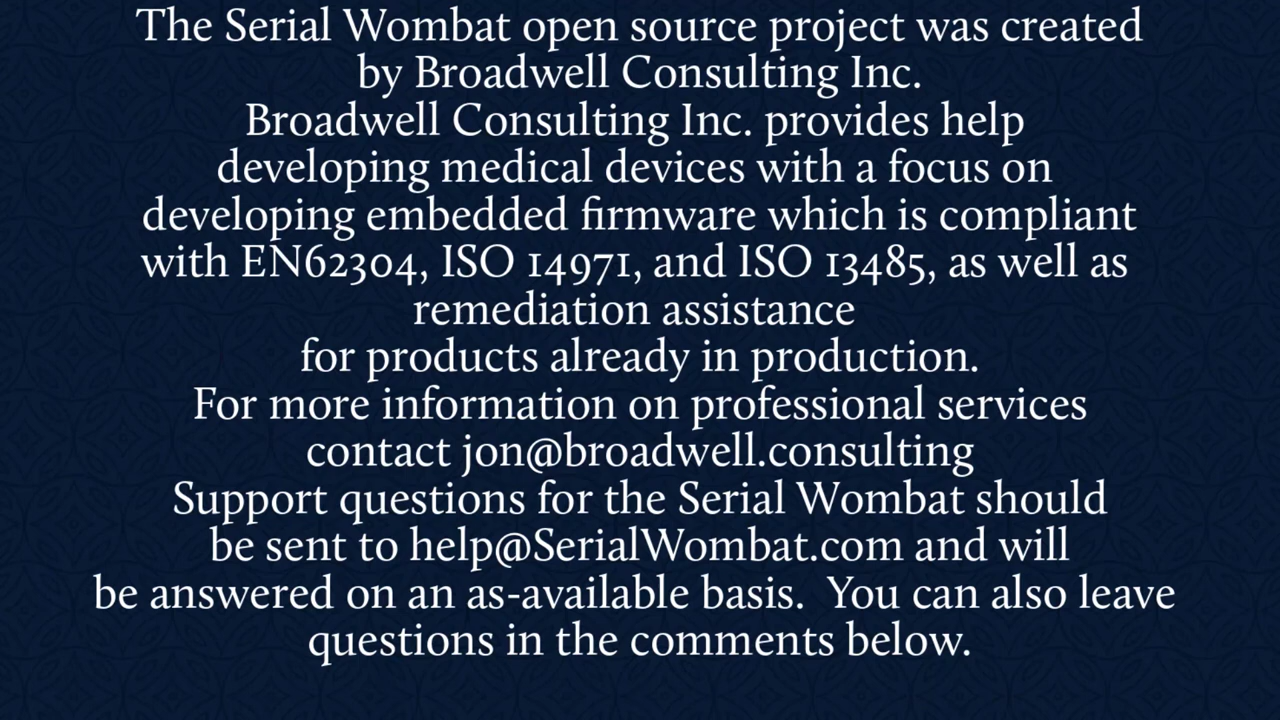 The Serial Wombat open source project was created
by Broadwell Consulting Inc.
Broadwell Consulting Inc. provides help
developing medical devices with a focus on
developing embedded firmware which is compliant
with EN62304, ISO 14971, and ISO 13485, as well as
remediation assistance
for products already in production.
For more information on professional services
contact jon@broadwell.consulting
Support questions for the Serial Wombat should
be sent to help@SerialWombat.com and will
be answered on an as-available basis.  You can also leave
questions in the comments below.